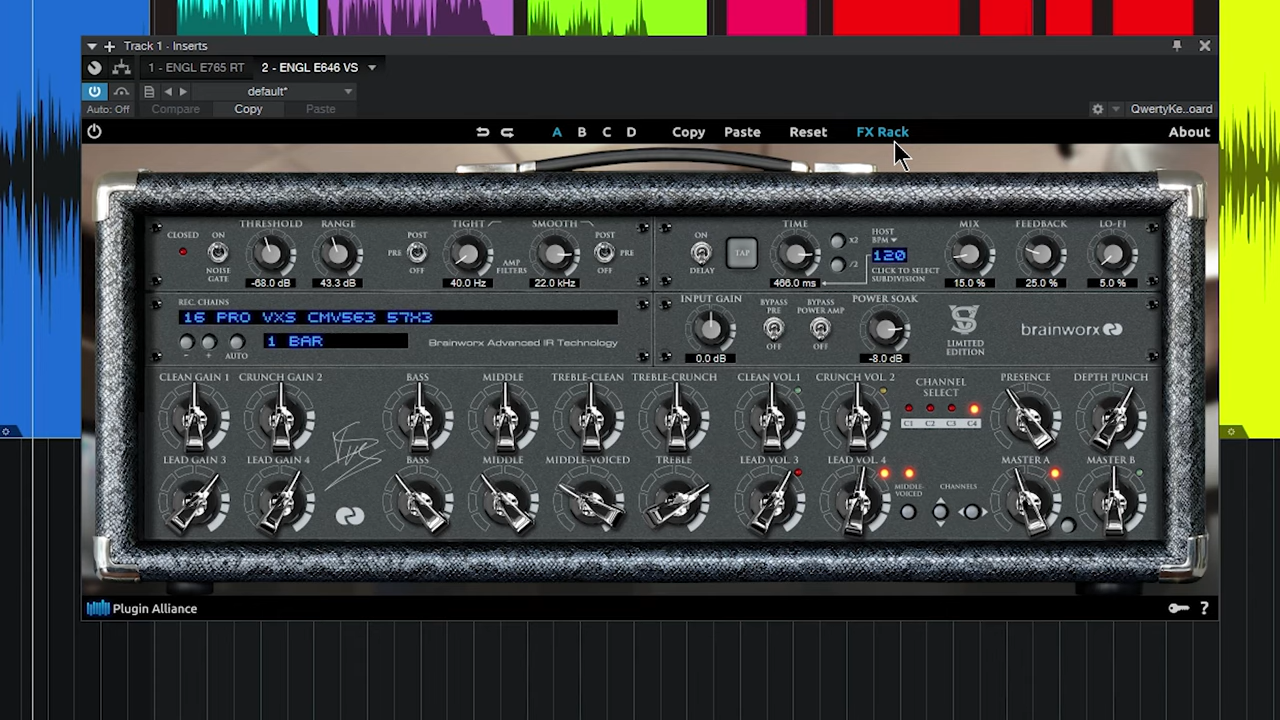 Track 1 - Inserts
1 - ENGL E765 RT 2 - ENGL E646 VS
default*
Auto: Off Compare Copy Paste QwertyKe..oard
A B C D Copy Paste Reset FX Rack About
CLOSED ON NOISE GATE THRESHOLD -68.0 dB RANGE 43.3 dB PRE POST OFF TIGHT 40.0 Hz AMP FILTERS SMOOTH 22.0 kHz POST PRE OFF
ON DELAY TAP TIME 466.0 ms x2 /2 HOST BPM 120 CLICK TO SELECT SUBDIVISION MIX 15.0 % FEEDBACK 25.0 % LO-FI 5.0 %
REC. CHAINS
16 PRO VXS CMV563 57H3
- + AUTO 1 BAR Brainworx Advanced IR Technology
INPUT GAIN 0.0 dB BYPASS PRE OFF BYPASS POWER AMP OFF POWER SOAK -8.0 dB LIMITED EDITION brainworx
CLEAN GAIN 1 CRUNCH GAIN 2 BASS MIDDLE TREBLE-CLEAN TREBLE-CRUNCH CLEAN VOL.1 CRUNCH VOL. 2 CHANNEL SELECT PRESENCE DEPTH PUNCH
C1 C2 C3 C4
LEAD GAIN 3 LEAD GAIN 4 BASS MIDDLE MIDDLE-VOICED TREBLE LEAD VOL. 3 LEAD VOL. 4 MIDDLE-VOICED CHANNELS MASTER A MASTER B
Plugin Alliance ?